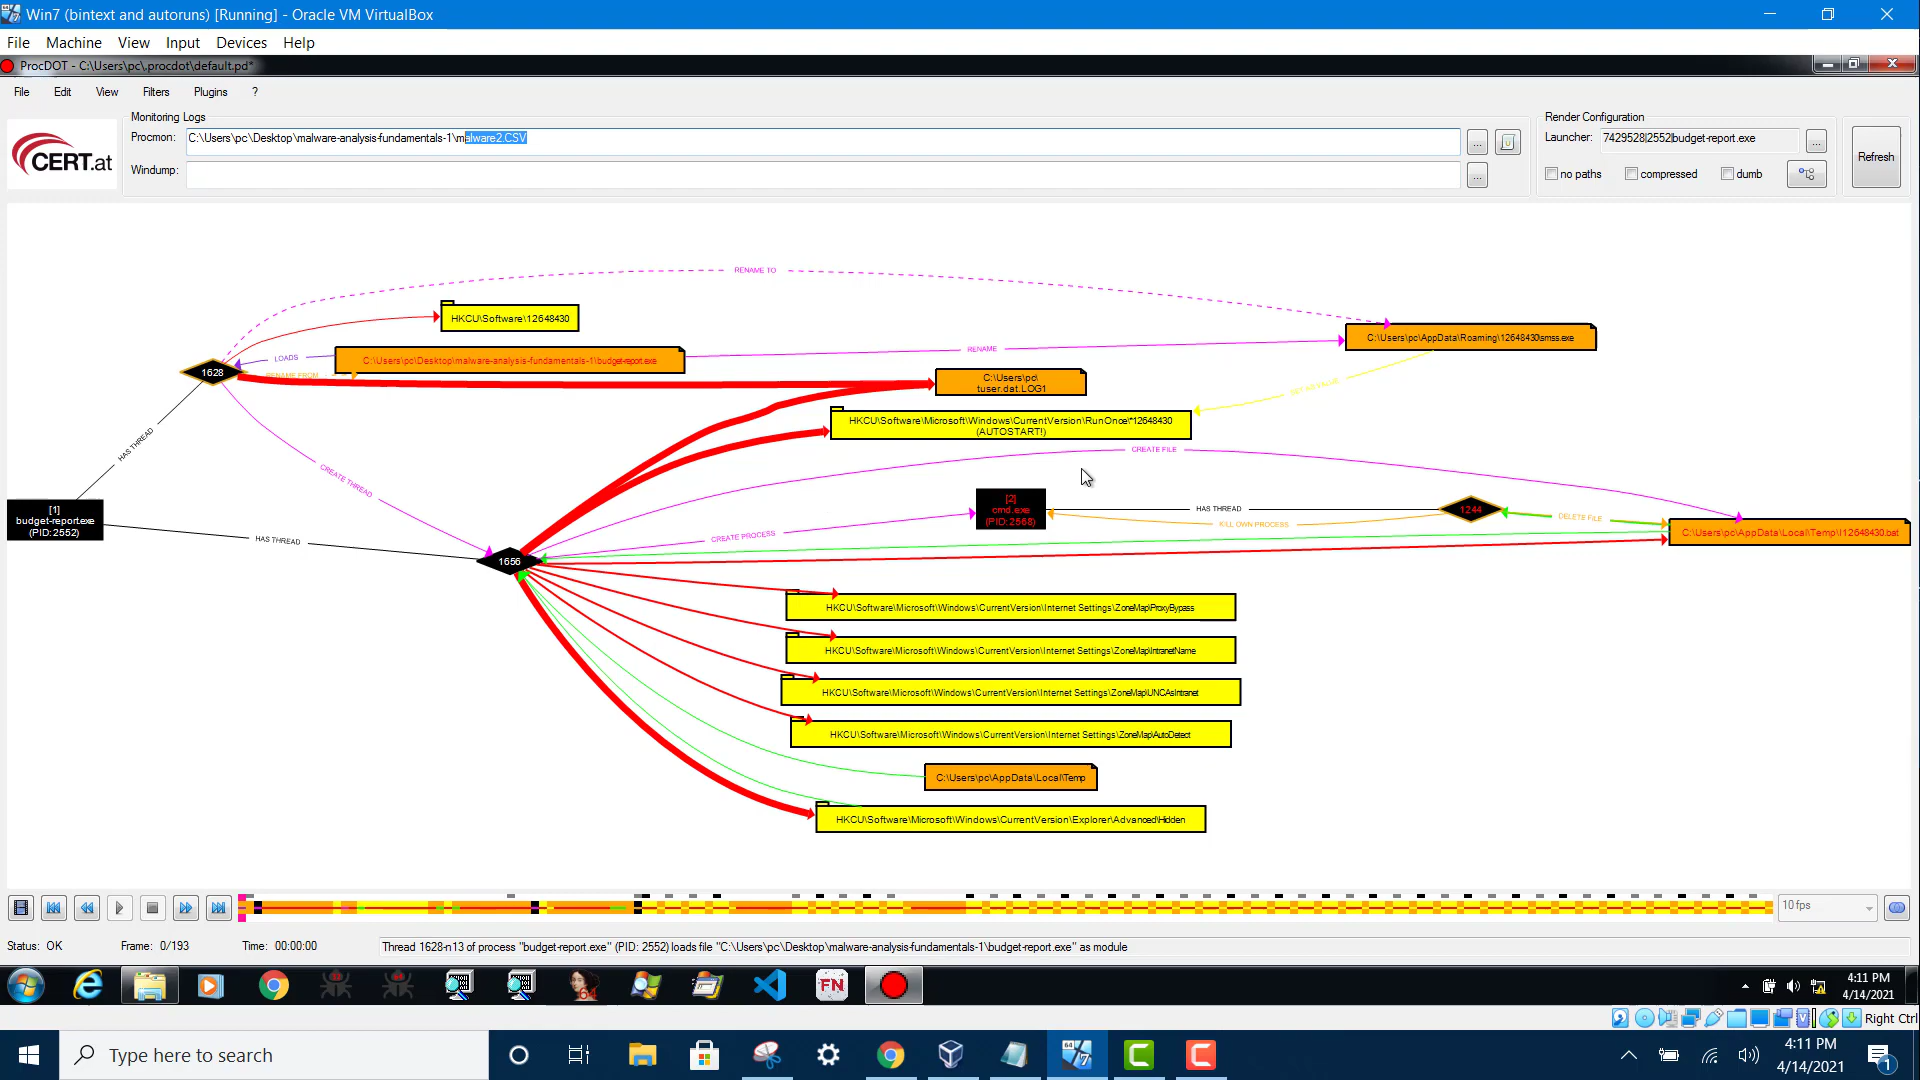 Win7 (bintext and autoruns) [Running] - Oracle VM VirtualBox
File Machine View Input Devices Help
ProcDOT - C:\Users\pc\.procdot\default.pd*
File Edit View Filters Plugins ?
Monitoring Logs
Render Configuration
CERT.at
Procmon: C:\Users\pc\Desktop\malware-analysis-fundamentals-1\malware2.CSV
... Launcher: 7429528|2552|budget-report.exe ...
Windump:
...
no paths compressed dumb
Refresh
RENAME TO
HKCU\Software\12648430
C:\Users\pc\AppData\Roaming\12648430\smss.exe
LOADS
C:\Users\pc\Desktop\malware-analysis-fundamentals-1\budget-report.exe
RENAME
1628
RENAME FROM
C:\Users\pc\
tuser.dat.LOG1
HKCU\Software\Microsoft\Windows\CurrentVersion\RunOnce\*12648430
(AUTOSTART!)
HAS THREAD
CREATE FILE
CREATE THREAD
[1]
budget-report.exe
(PID:2552)
[2]
cmd.exe
(PID:2568)
HAS THREAD
KILL OWN PROCESS
1244
DELETE FILE
C:\Users\pc\AppData\Local\Temp\I12648430.bat
HAS THREAD
CREATE PROCESS
1656
HKCU\Software\Microsoft\Windows\CurrentVersion\Internet Settings\ZoneMap\ProxyBypass
HKCU\Software\Microsoft\Windows\CurrentVersion\Internet Settings\ZoneMap\IntranetName
HKCU\Software\Microsoft\Windows\CurrentVersion\Internet Settings\ZoneMap\UNCAsIntranet
HKCU\Software\Microsoft\Windows\CurrentVersion\Internet Settings\ZoneMap\AutoDetect
C:\Users\pc\AppData\Local\Temp
HKCU\Software\Microsoft\Windows\CurrentVersion\Explorer\Advanced\Hidden
10 fps
Status: OK Frame: 0/193 Time: 00:00:00 Thread 1628-n13 of process "budget-report.exe" (PID: 2552) loads file "C:\Users\pc\Desktop\malware-analysis-fundamentals-1\budget-report.exe" as module
64
FN
4:11 PM
4/14/2021
Right Ctrl
Type here to search
64
7
4:11 PM
4/14/2021
1